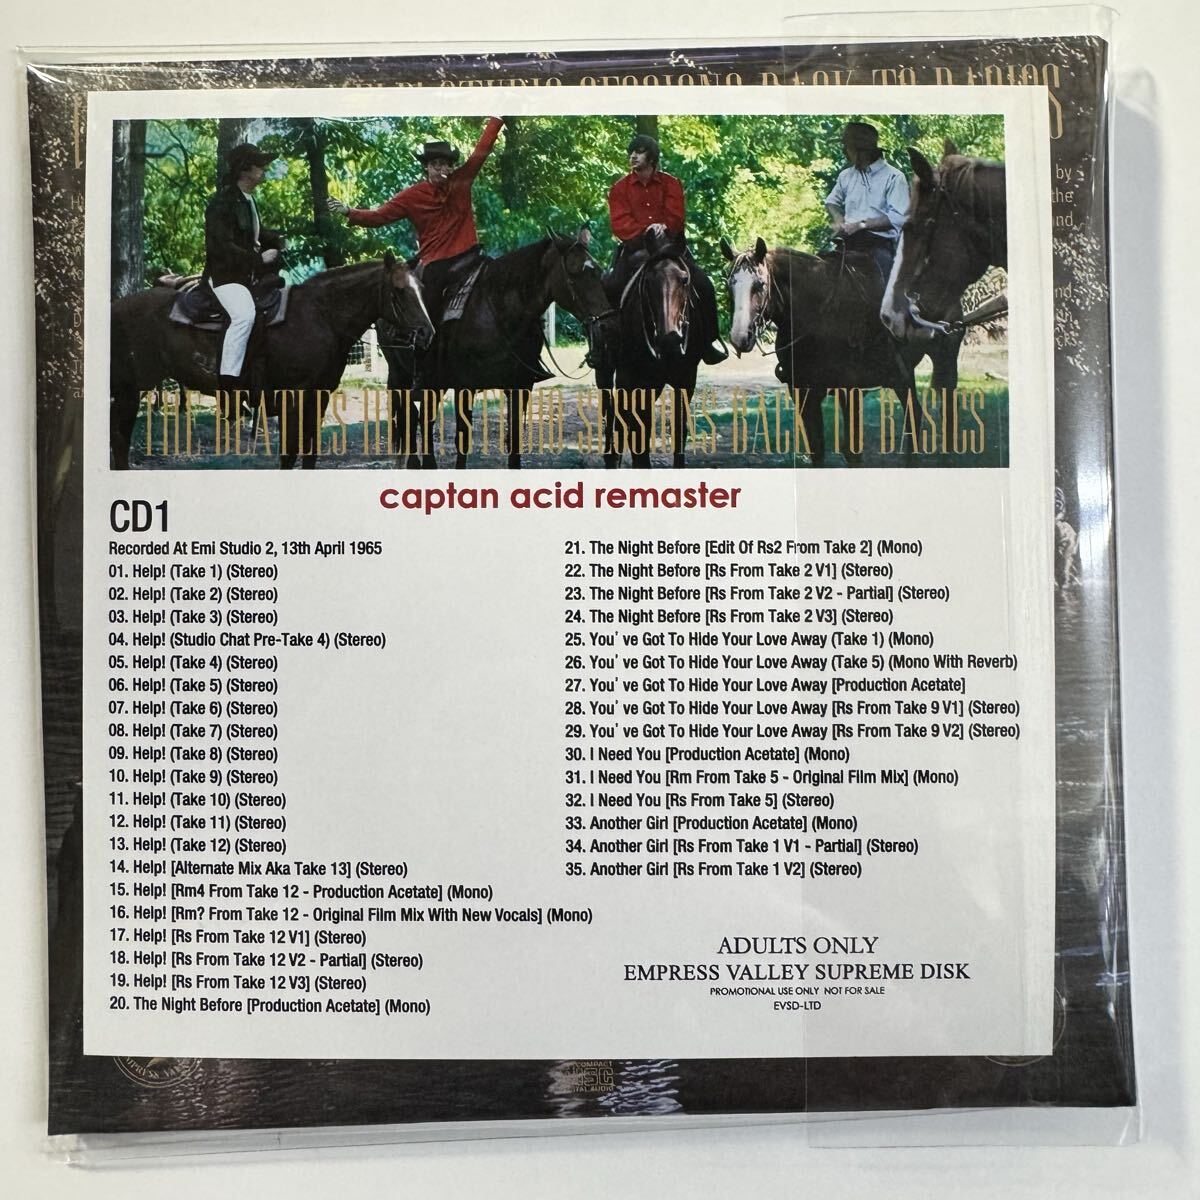 HELP! STUDIO SESSIONS BACK TO BASICS
by
the
and
THE BEATLES HELP! STUDIO SESSIONS BACK TO BASICS
captan acid remaster
CD1
Recorded At Emi Studio 2, 13th April 1965
01. Help! (Take 1) (Stereo)
02. Help! (Take 2) (Stereo)
03. Help! (Take 3) (Stereo)
04. Help! (Studio Chat Pre-Take 4) (Stereo)
05. Help! (Take 4) (Stereo)
06. Help! (Take 5) (Stereo)
07. Help! (Take 6) (Stereo)
08. Help! (Take 7) (Stereo)
09. Help! (Take 8) (Stereo)
10. Help! (Take 9) (Stereo)
11. Help! (Take 10) (Stereo)
12. Help! (Take 11) (Stereo)
13. Help! (Take 12) (Stereo)
14. Help! [Alternate Mix Aka Take 13] (Stereo)
15. Help! [Rm4 From Take 12 - Production Acetate] (Mono)
16. Help! [Rm? From Take 12 - Original Film Mix With New Vocals] (Mono)
17. Help! [Rs From Take 12 V1] (Stereo)
18. Help! [Rs From Take 12 V2 - Partial] (Stereo)
19. Help! [Rs From Take 12 V3] (Stereo)
20. The Night Before [Production Acetate] (Mono)
21. The Night Before [Edit Of Rs2 From Take 2] (Mono)
22. The Night Before [Rs From Take 2 V1] (Stereo)
23. The Night Before [Rs From Take 2 V2 - Partial] (Stereo)
24. The Night Before [Rs From Take 2 V3] (Stereo)
25. You' ve Got To Hide Your Love Away (Take 1) (Mono)
26. You' ve Got To Hide Your Love Away (Take 5) (Mono With Reverb)
27. You' ve Got To Hide Your Love Away [Production Acetate]
28. You' ve Got To Hide Your Love Away [Rs From Take 9 V1] (Stereo)
29. You' ve Got To Hide Your Love Away [Rs From Take 9 V2] (Stereo)
30. I Need You [Production Acetate] (Mono)
31. I Need You [Rm From Take 5 - Original Film Mix] (Mono)
32. I Need You [Rs From Take 5] (Stereo)
33. Another Girl [Production Acetate] (Mono)
34. Another Girl [Rs From Take 1 V1 - Partial] (Stereo)
35. Another Girl [Rs From Take 1 V2] (Stereo)
ADULTS ONLY
EMPRESS VALLEY SUPREME DISK
PROMOTIONAL USE ONLY NOT FOR SALE
EVSD-LTD
COMPACT
DISC
DIGITAL AUDIO